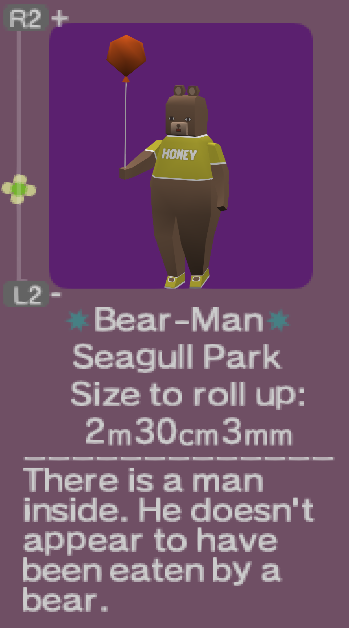 R2 +
HONEY
L2 -
Bear-Man
Seagull Park
Size to roll up:
2m30cm3mm
There is a man
inside. He doesn't
appear to have
been eaten by a
bear.